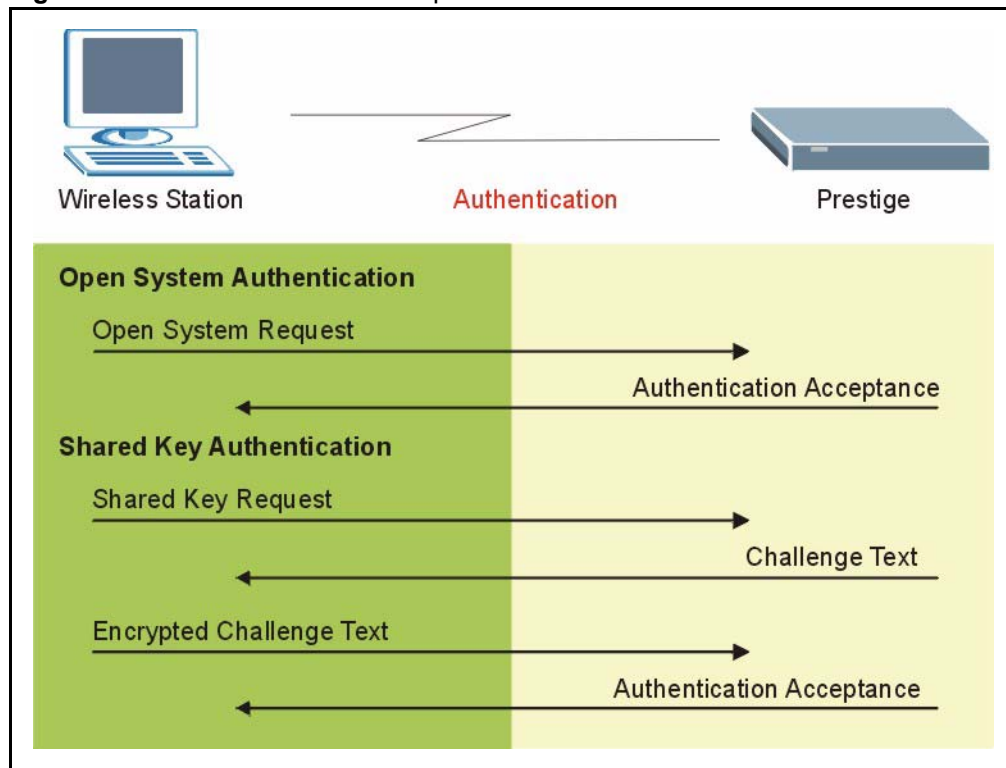 Wireless Station
Authentication
Prestige
Open System Authentication
Open System Request
Authentication Acceptance
Shared Key Authentication
Shared Key Request
Challenge Text
Encrypted Challenge Text
Authentication Acceptance